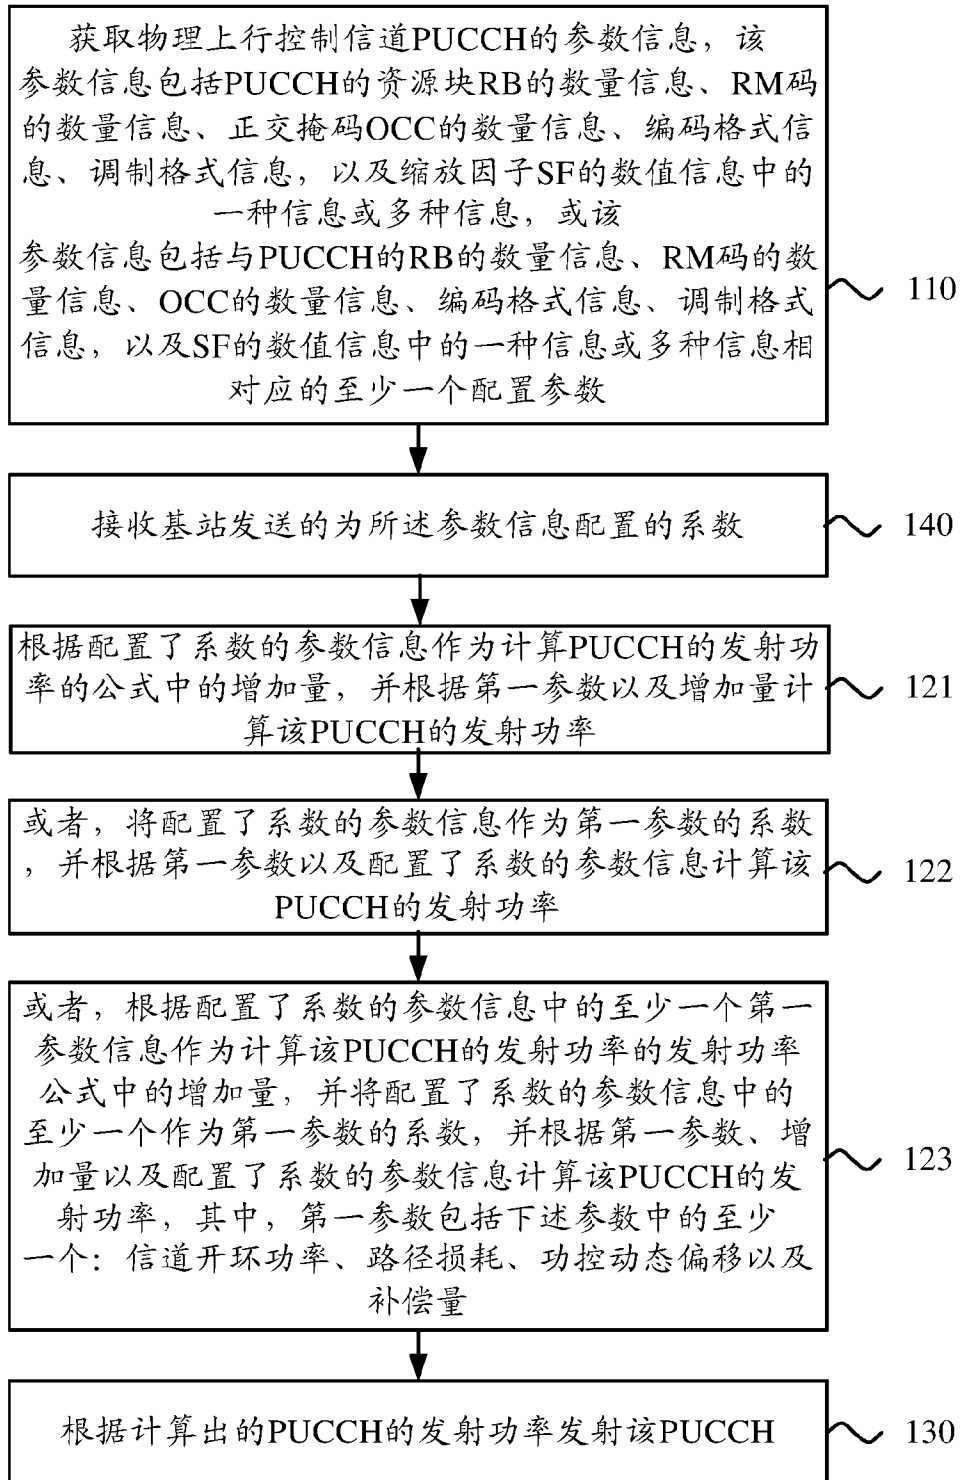 获取物理上行控制信道PUCCH的参数信息，该
参数信息包括PUCCH的资源块RB的数量信息、RM码
的数量信息、正交掩码OCC的数量信息、编码格式信
息、调制格式信息，以及缩放因子SF的数值信息中的
一种信息或多种信息，或该
参数信息包括与PUCCH的RB的数量信息、RM码的数
量信息、OCC的数量信息、编码格式信息、调制格式
信息，以及SF的数值信息中的一种信息或多种信息相
对应的至少一个配置参数
110
接收基站发送的为所述参数信息配置的系数
140
根据配置了系数的参数信息作为计算PUCCH的发射功
率的公式中的增加量，并根据第一参数以及增加量计
算该PUCCH的发射功率
121
或者，将配置了系数的参数信息作为第一参数的系数
，并根据第一参数以及配置了系数的参数信息计算该
PUCCH的发射功率
122
或者，根据配置了系数的参数信息中的至少一个第一
参数信息作为计算该PUCCH的发射功率的发射功率
公式中的增加量，并将配置了系数的参数信息中的
至少一个作为第一参数的系数，并根据第一参数、增
加量以及配置了系数的参数信息计算该PUCCH的发
射功率，其中，第一参数包括下述参数中的至少
一个：信道开环功率、路径损耗、功控动态偏移以及
补偿量
123
根据计算出的PUCCH的发射功率发射该PUCCH
130